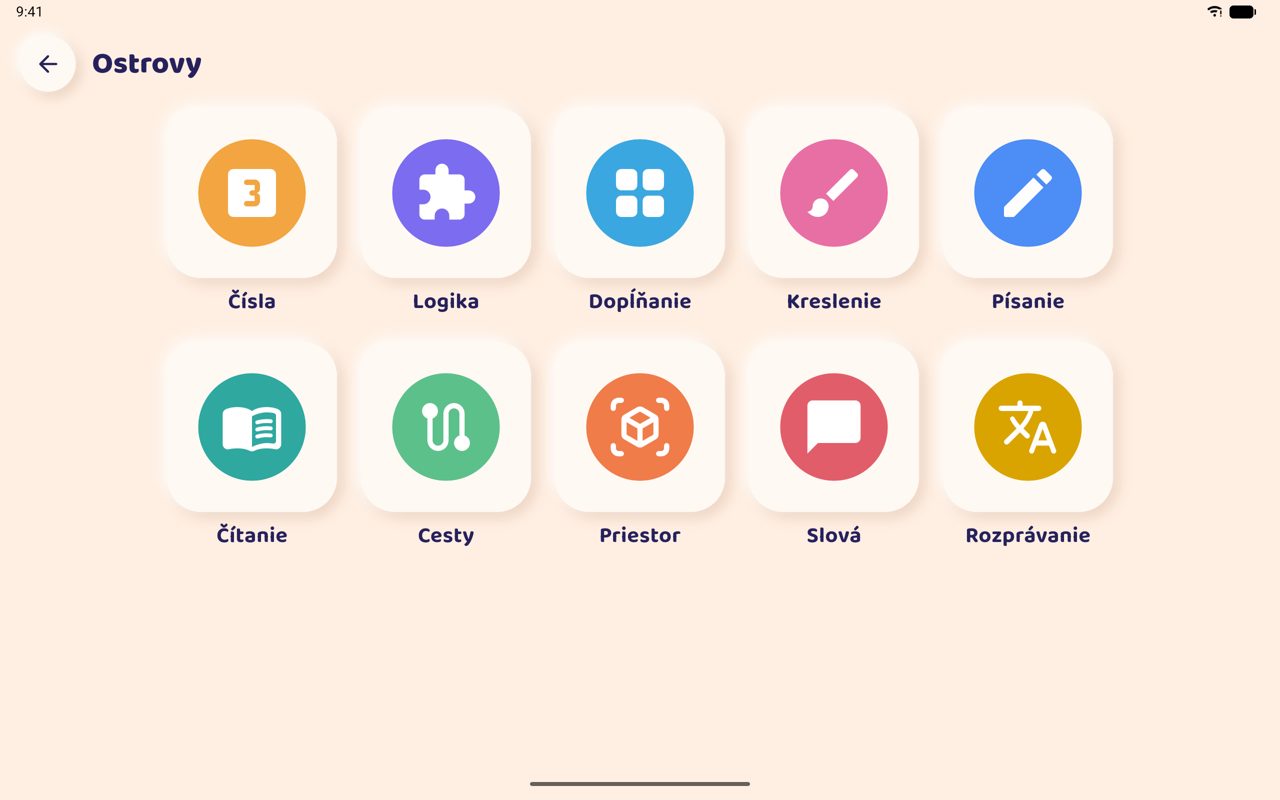 9:41
Ostrovy
3
Čísla
Logika
Dopĺňanie
Kreslenie
Písanie
Čítanie
Cesty
Priestor
Slová
Rozprávanie